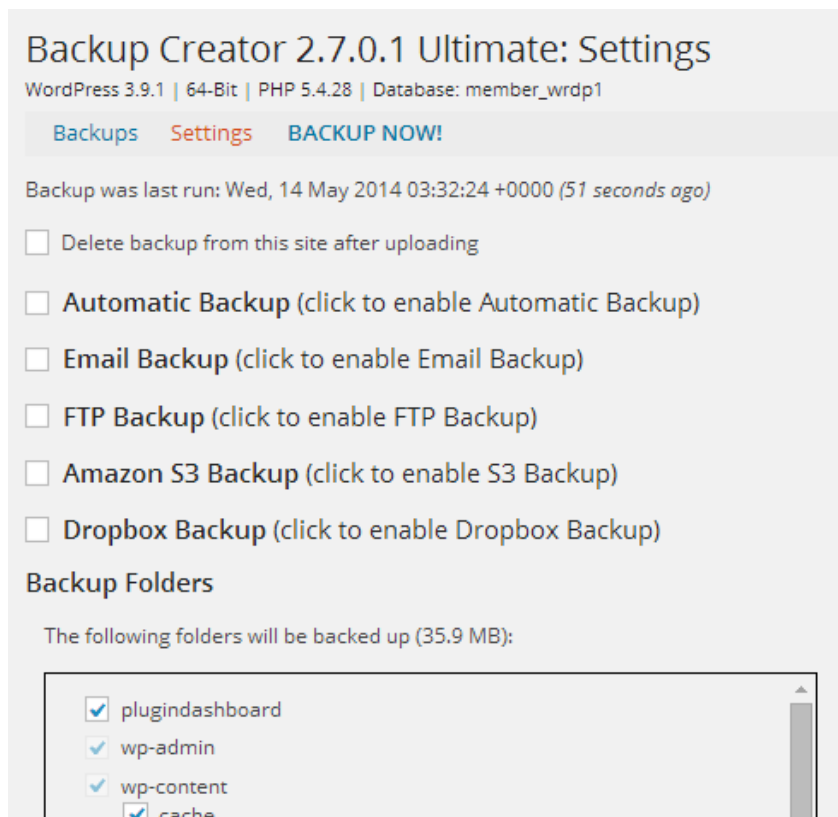 Backup Creator 2.7.0.1 Ultimate: Settings
WordPress 3.9.1 | 64-Bit | PHP 5.4.28 | Database: member_wrdp1
Backups Settings BACKUP NOW!
Backup was last run: Wed, 14 May 2014 03:32:24 +0000 (51 seconds ago)
Delete backup from this site after uploading
Automatic Backup (click to enable Automatic Backup)
Email Backup (click to enable Email Backup)
FTP Backup (click to enable FTP Backup)
Amazon S3 Backup (click to enable S3 Backup)
Dropbox Backup (click to enable Dropbox Backup)
Backup Folders
The following folders will be backed up (35.9 MB):
plugindashboard
wp-admin
wp-content
cache